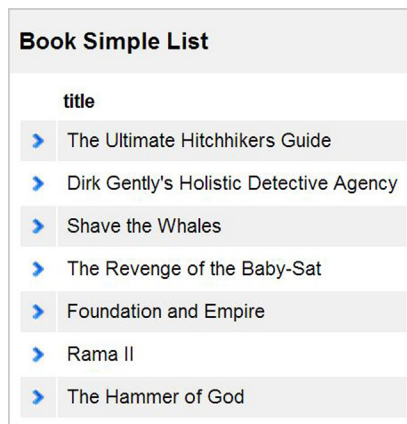 Book Simple List
title
The Ultimate Hitchhikers Guide
Dirk Gently's Holistic Detective Agency
Shave the Whales
The Revenge of the Baby-Sat
Foundation and Empire
Rama II
The Hammer of God